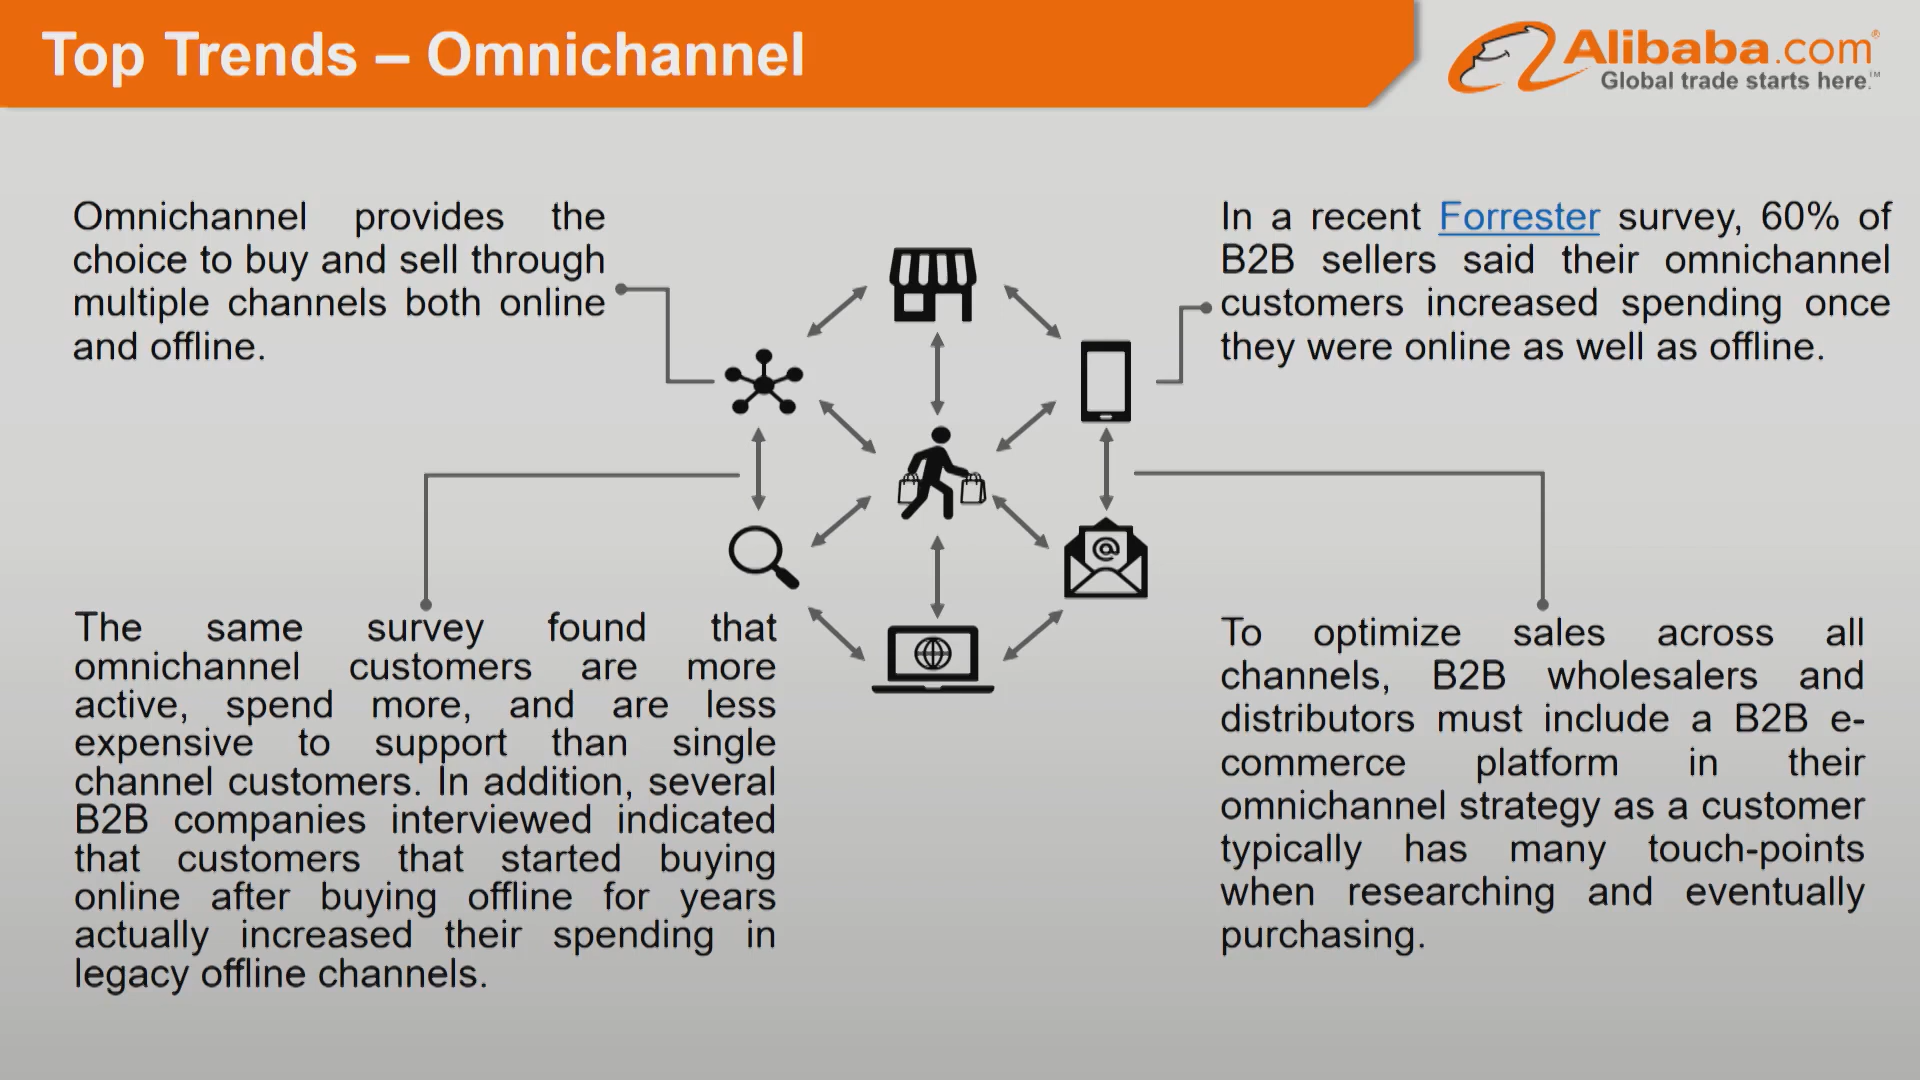 Top Trends – Omnichannel
Alibaba.com®
Global trade starts here.™
Omnichannel provides the
choice to buy and sell through
multiple channels both online
and offline.
In a recent Forrester survey, 60% of
B2B sellers said their omnichannel
customers increased spending once
they were online as well as offline.
@
The same survey found that
omnichannel customers are more
active, spend more, and are less
expensive to support than single
channel customers. In addition, several
B2B companies interviewed indicated
that customers that started buying
online after buying offline for years
actually increased their spending in
legacy offline channels.
To optimize sales across all
channels, B2B wholesalers and
distributors must include a B2B e-
commerce platform in their
omnichannel strategy as a customer
typically has many touch-points
when researching and eventually
purchasing.